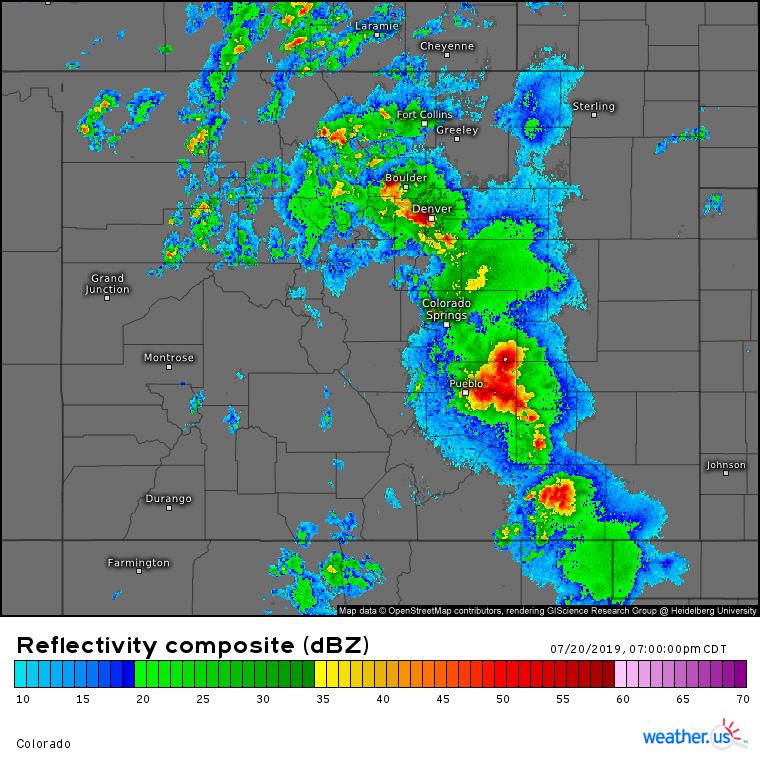 Laramie
Cheyenne
Fort Collins
Greeley
Sterling
Boulder
Denver
Grand
Junction
Colorado
Springs
Montrose
Pueblo
Johnson
Durango
Farmington
Map data © OpenStreetMap contributors, rendering GIScience Research Group @ Heidelberg University
Reflectivity composite (dBZ)
07/20/2019, 07:00:00pm CDT
10 15 20 25 30 35 40 45 50 55 60 65 70
Colorado
weather.us